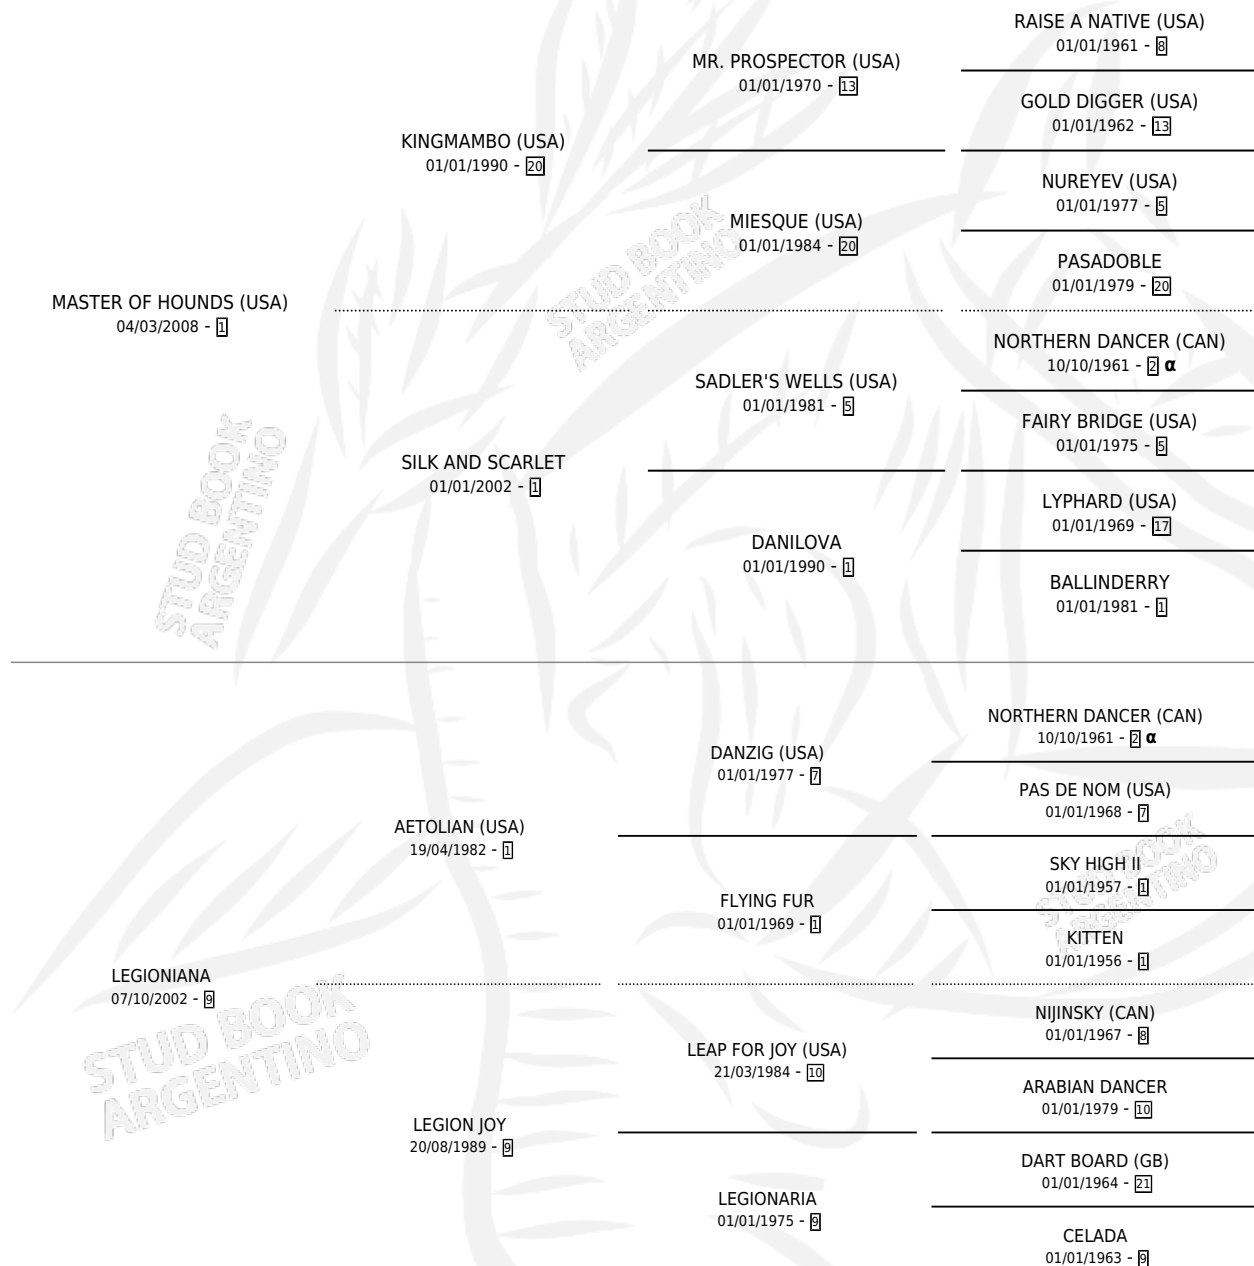 RAISE A NATIVE (USA)
01/01/1961 - 8
MR. PROSPECTOR (USA)
01/01/1970 - 13
GOLD DIGGER (USA)
01/01/1962 - 13
KINGMAMBO (USA)
01/01/1990 - 20
NUREYEV (USA)
01/01/1977 - 5
MIESQUE (USA)
01/01/1984 - 20
PASADOBLE
01/01/1979 - 20
MASTER OF HOUNDS (USA)
04/03/2008 - 1
NORTHERN DANCER (CAN)
10/10/1961 - 2 α
SADLER'S WELLS (USA)
01/01/1981 - 5
FAIRY BRIDGE (USA)
01/01/1975 - 5
SILK AND SCARLET
01/01/2002 - 1
LYPHARD (USA)
01/01/1969 - 17
DANILOVA
01/01/1990 - 1
BALLINDERRY
01/01/1981 - 1
NORTHERN DANCER (CAN)
10/10/1961 - 2 α
DANZIG (USA)
01/01/1977 - 7
PAS DE NOM (USA)
01/01/1968 - 7
AETOLIAN (USA)
19/04/1982 - 1
SKY HIGH II
01/01/1957 - 1
FLYING FUR
01/01/1969 - 1
KITTEN
01/01/1956 - 1
LEGIONIANA
07/10/2002 - 9
NIJINSKY (CAN)
01/01/1967 - 8
LEAP FOR JOY (USA)
21/03/1984 - 10
ARABIAN DANCER
01/01/1979 - 10
LEGION JOY
20/08/1989 - 9
DART BOARD (GB)
01/01/1964 - 21
LEGIONARIA
01/01/1975 - 9
CELADA
01/01/1963 - 9
STUD BOOK
ARGENTINO
STUD BOOK
ARGENTINO
STUD BOOK
ARGENTINO
STUD BOOK
ARGENTINO